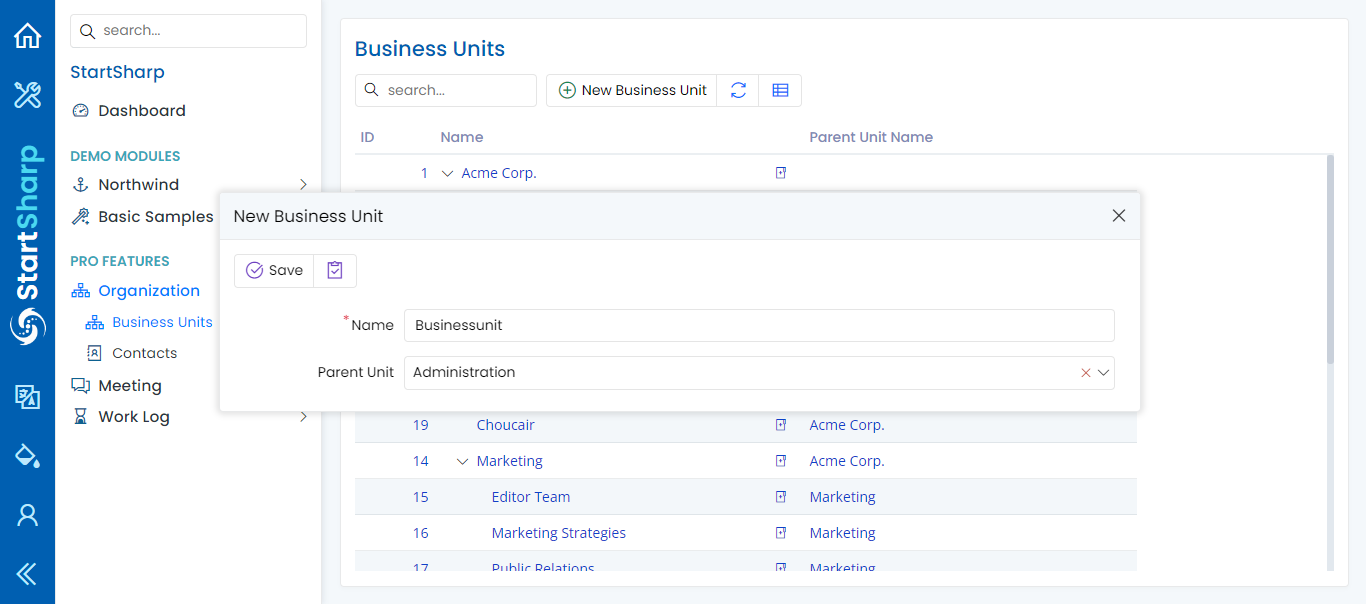 search...
StartSharp
Dashboard
DEMO MODULES
Northwind
Basic Samples
PRO FEATURES
Organization
Business Units
Contacts
Meeting
Work Log
StartSharp
Business Units
search...
New Business Unit
ID Name Parent Unit Name
1 Acme Corp.
New Business Unit
Save
* Name Businessunit
Parent Unit Administration
19 Choucair Acme Corp.
14 Marketing Acme Corp.
15 Editor Team Marketing
16 Marketing Strategies Marketing
17 Public Relations Marketing